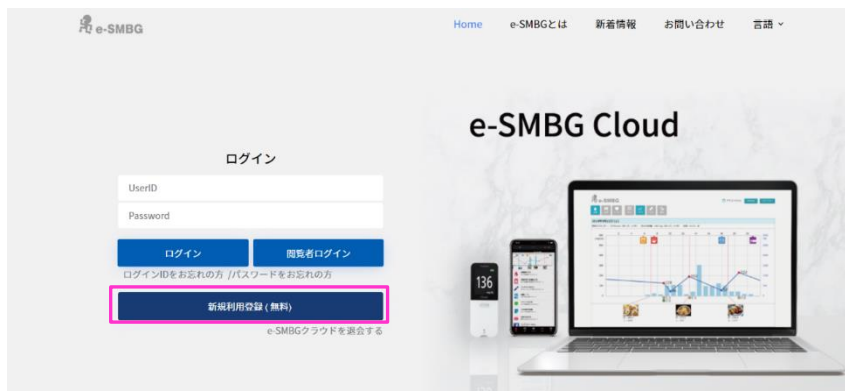 e-SMBG
Home e-SMBGとは 新着情報 お問い合わせ 言語
e-SMBG Cloud
ログイン
UserID
Password
ログイン 閲覧者ログイン
ログインIDをお忘れの方 /パスワードをお忘れの方
新規利用登録 ( 無料)
e-SMBGクラウドを退会する
136
e-SMBG